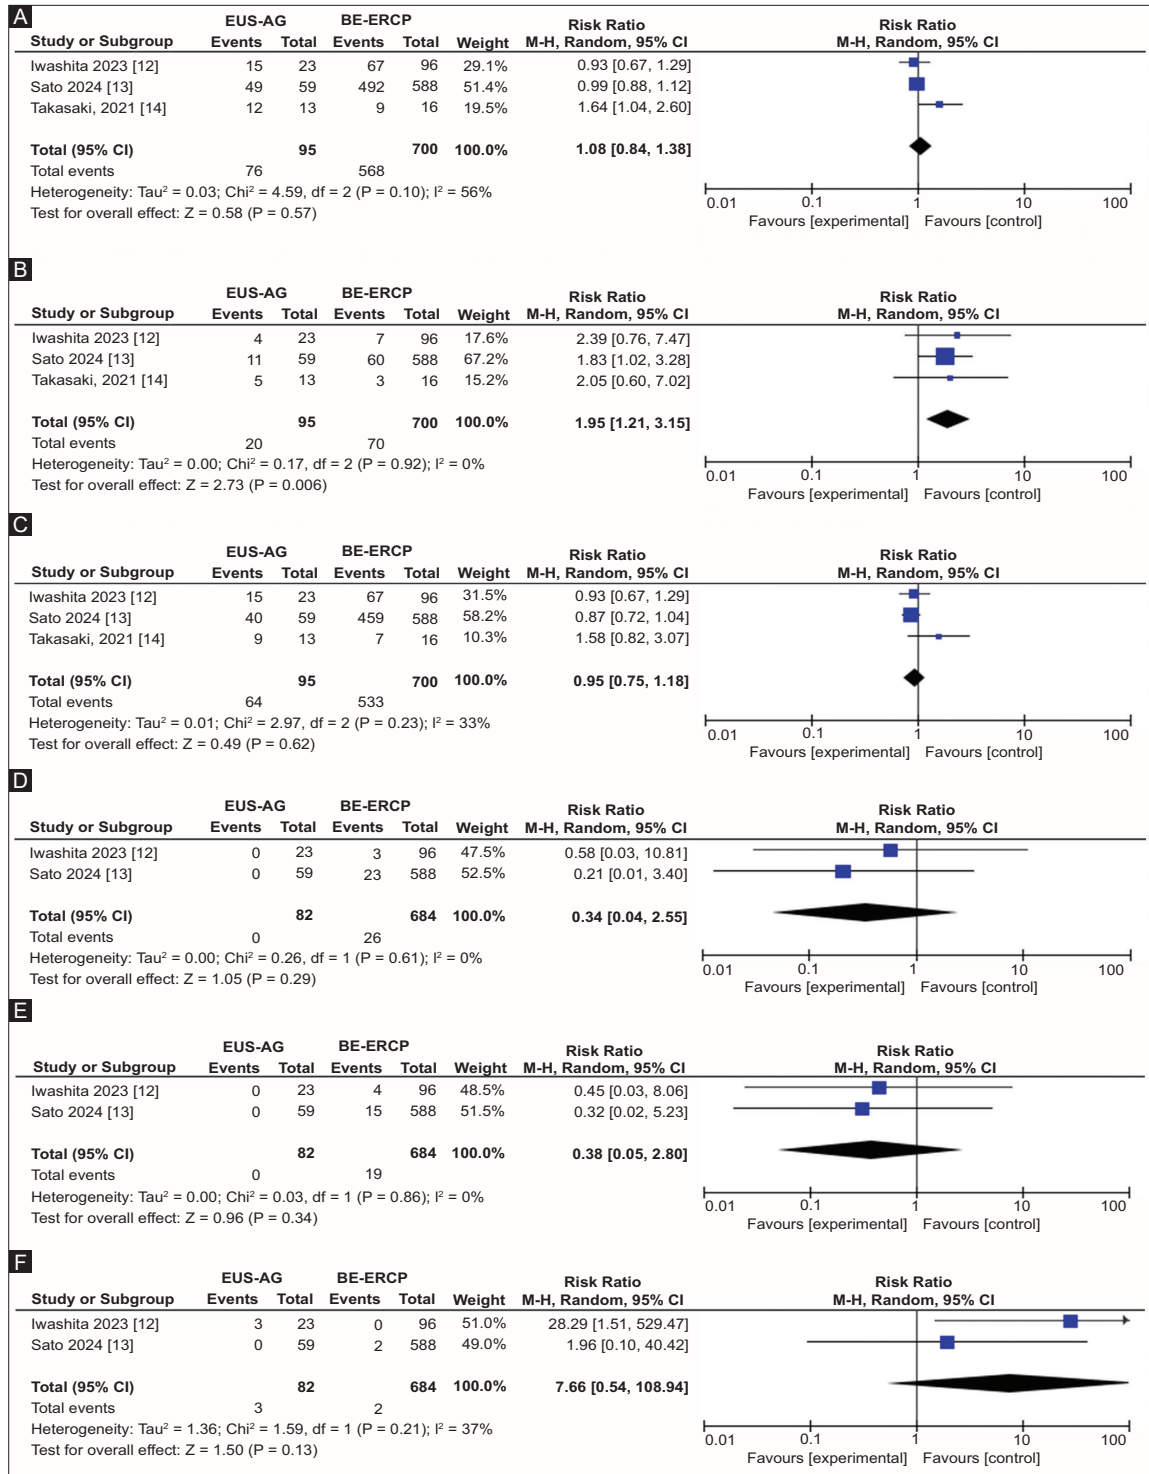 A
EUS-AG BE-ERCP Risk Ratio Risk Ratio
Study or Subgroup Events Total Events Total Weight M-H, Random, 95% CI M-H, Random, 95% CI
Iwashita 2023 [12] 15 23 67 96 29.1% 0.93 [0.67, 1.29]
Sato 2024 [13] 49 59 492 588 51.4% 0.99 [0.88, 1.12]
Takasaki, 2021 [14] 12 13 9 16 19.5% 1.64 [1.04, 2.60]
Total (95% CI) 95 700 100.0% 1.08 [0.84, 1.38]
Total events 76 568
Heterogeneity: Tau² = 0.03; Chi² = 4.59, df = 2 (P = 0.10); I² = 56%
Test for overall effect: Z = 0.58 (P = 0.57)
0.01 0.1 1 10 100
Favours [experimental] Favours [control]
B
EUS-AG BE-ERCP Risk Ratio Risk Ratio
Study or Subgroup Events Total Events Total Weight M-H, Random, 95% CI M-H, Random, 95% CI
Iwashita 2023 [12] 4 23 7 96 17.6% 2.39 [0.76, 7.47]
Sato 2024 [13] 11 59 60 588 67.2% 1.83 [1.02, 3.28]
Takasaki, 2021 [14] 5 13 3 16 15.2% 2.05 [0.60, 7.02]
Total (95% CI) 95 700 100.0% 1.95 [1.21, 3.15]
Total events 20 70
Heterogeneity: Tau² = 0.00; Chi² = 0.17, df = 2 (P = 0.92); I² = 0%
Test for overall effect: Z = 2.73 (P = 0.006)
0.01 0.1 1 10 100
Favours [experimental] Favours [control]
C
EUS-AG BE-ERCP Risk Ratio Risk Ratio
Study or Subgroup Events Total Events Total Weight M-H, Random, 95% CI M-H, Random, 95% CI
Iwashita 2023 [12] 15 23 67 96 31.5% 0.93 [0.67, 1.29]
Sato 2024 [13] 40 59 459 588 58.2% 0.87 [0.72, 1.04]
Takasaki, 2021 [14] 9 13 7 16 10.3% 1.58 [0.82, 3.07]
Total (95% CI) 95 700 100.0% 0.95 [0.75, 1.18]
Total events 64 533
Heterogeneity: Tau² = 0.01; Chi² = 2.97, df = 2 (P = 0.23); I² = 33%
Test for overall effect: Z = 0.49 (P = 0.62)
0.01 0.1 1 10 100
Favours [experimental] Favours [control]
D
EUS-AG BE-ERCP Risk Ratio Risk Ratio
Study or Subgroup Events Total Events Total Weight M-H, Random, 95% CI M-H, Random, 95% CI
Iwashita 2023 [12] 0 23 3 96 47.5% 0.58 [0.03, 10.81]
Sato 2024 [13] 0 59 23 588 52.5% 0.21 [0.01, 3.40]
Total (95% CI) 82 684 100.0% 0.34 [0.04, 2.55]
Total events 0 26
Heterogeneity: Tau² = 0.00; Chi² = 0.26, df = 1 (P = 0.61); I² = 0%
Test for overall effect: Z = 1.05 (P = 0.29)
0.01 0.1 1 10 100
Favours [experimental] Favours [control]
E
EUS-AG BE-ERCP Risk Ratio Risk Ratio
Study or Subgroup Events Total Events Total Weight M-H, Random, 95% CI M-H, Random, 95% CI
Iwashita 2023 [12] 0 23 4 96 48.5% 0.45 [0.03, 8.06]
Sato 2024 [13] 0 59 15 588 51.5% 0.32 [0.02, 5.23]
Total (95% CI) 82 684 100.0% 0.38 [0.05, 2.80]
Total events 0 19
Heterogeneity: Tau² = 0.00; Chi² = 0.03, df = 1 (P = 0.86); I² = 0%
Test for overall effect: Z = 0.96 (P = 0.34)
0.01 0.1 1 10 100
Favours [experimental] Favours [control]
F
EUS-AG BE-ERCP Risk Ratio Risk Ratio
Study or Subgroup Events Total Events Total Weight M-H, Random, 95% CI M-H, Random, 95% CI
Iwashita 2023 [12] 3 23 0 96 51.0% 28.29 [1.51, 529.47]
Sato 2024 [13] 0 59 2 588 49.0% 1.96 [0.10, 40.42]
Total (95% CI) 82 684 100.0% 7.66 [0.54, 108.94]
Total events 3 2
Heterogeneity: Tau² = 1.36; Chi² = 1.59, df = 1 (P = 0.21); I² = 37%
Test for overall effect: Z = 1.50 (P = 0.13)
0.01 0.1 1 10 100
Favours [experimental] Favours [control]